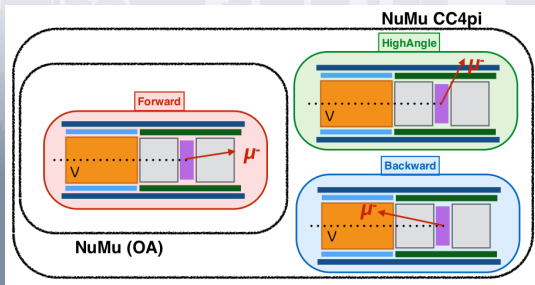 NuMu CC4pi
HighAngle
μ-
V
Forward
μ-
V
Backward
μ-
V
NuMu (OA)